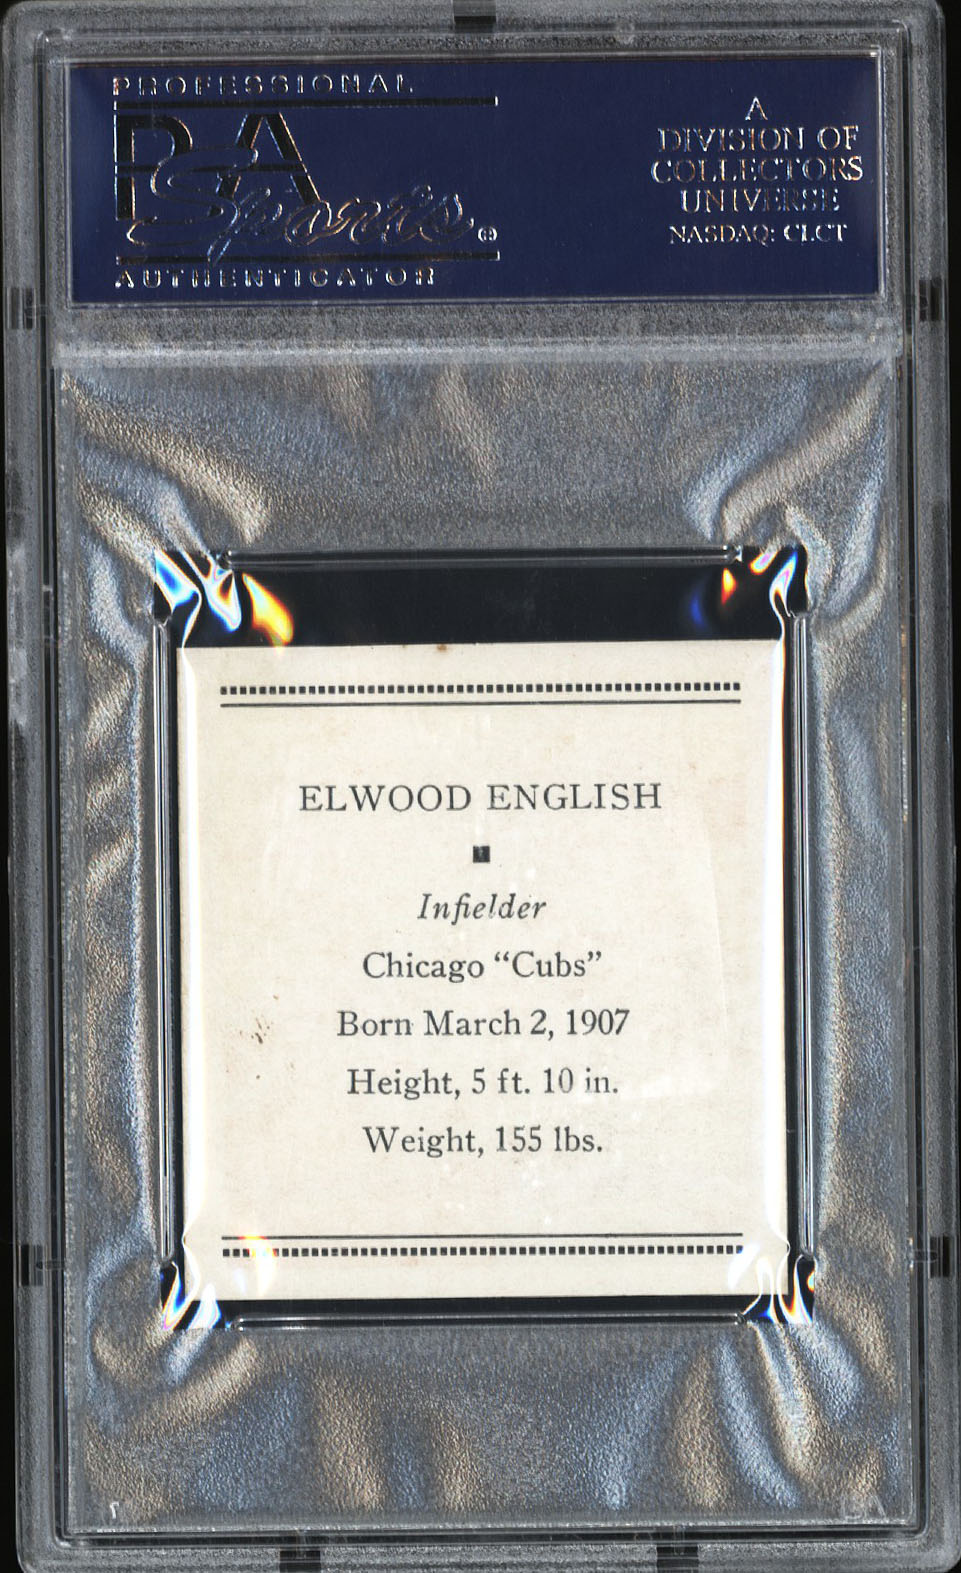 PROFESSIONAL
PSA
Sports
AUTHENTICATOR
A
DIVISION OF
COLLECTORS
UNIVERSE
NASDAQ: CLCT
ELWOOD ENGLISH
Infielder
Chicago “Cubs”
Born March 2, 1907
Height, 5 ft. 10 in.
Weight, 155 lbs.